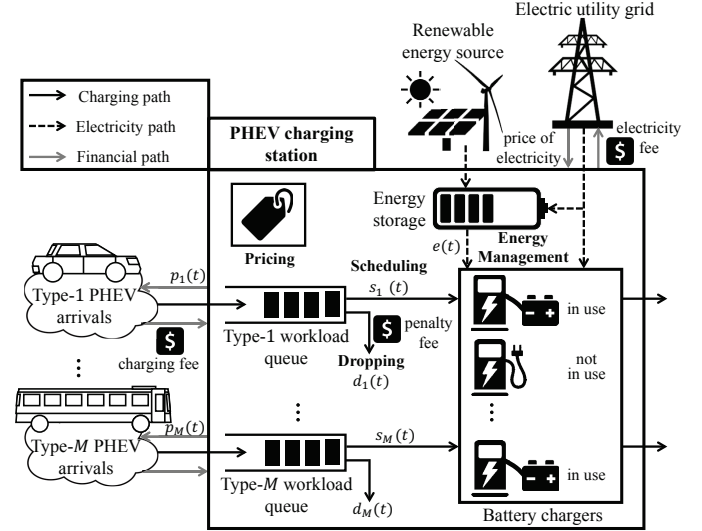 Electric utility grid
Renewable
energy source
Charging path
Electricity path
Financial path
PHEV charging
station
price of
electricity
$
electricity
fee
Energy
storage
e(t)
Energy
Management
Pricing
Scheduling
p₁(t)
s₁ (t)
Type-1 PHEV
arrivals
Type-1 workload
queue
$
charging fee
$
penalty
fee
Dropping
d₁(t)
in use
not
in use
⋮
⋮
⋮
⋮
p_M(t)
s_M(t)
Type-M PHEV
arrivals
Type-M workload
queue
d_M(t)
in use
Battery chargers